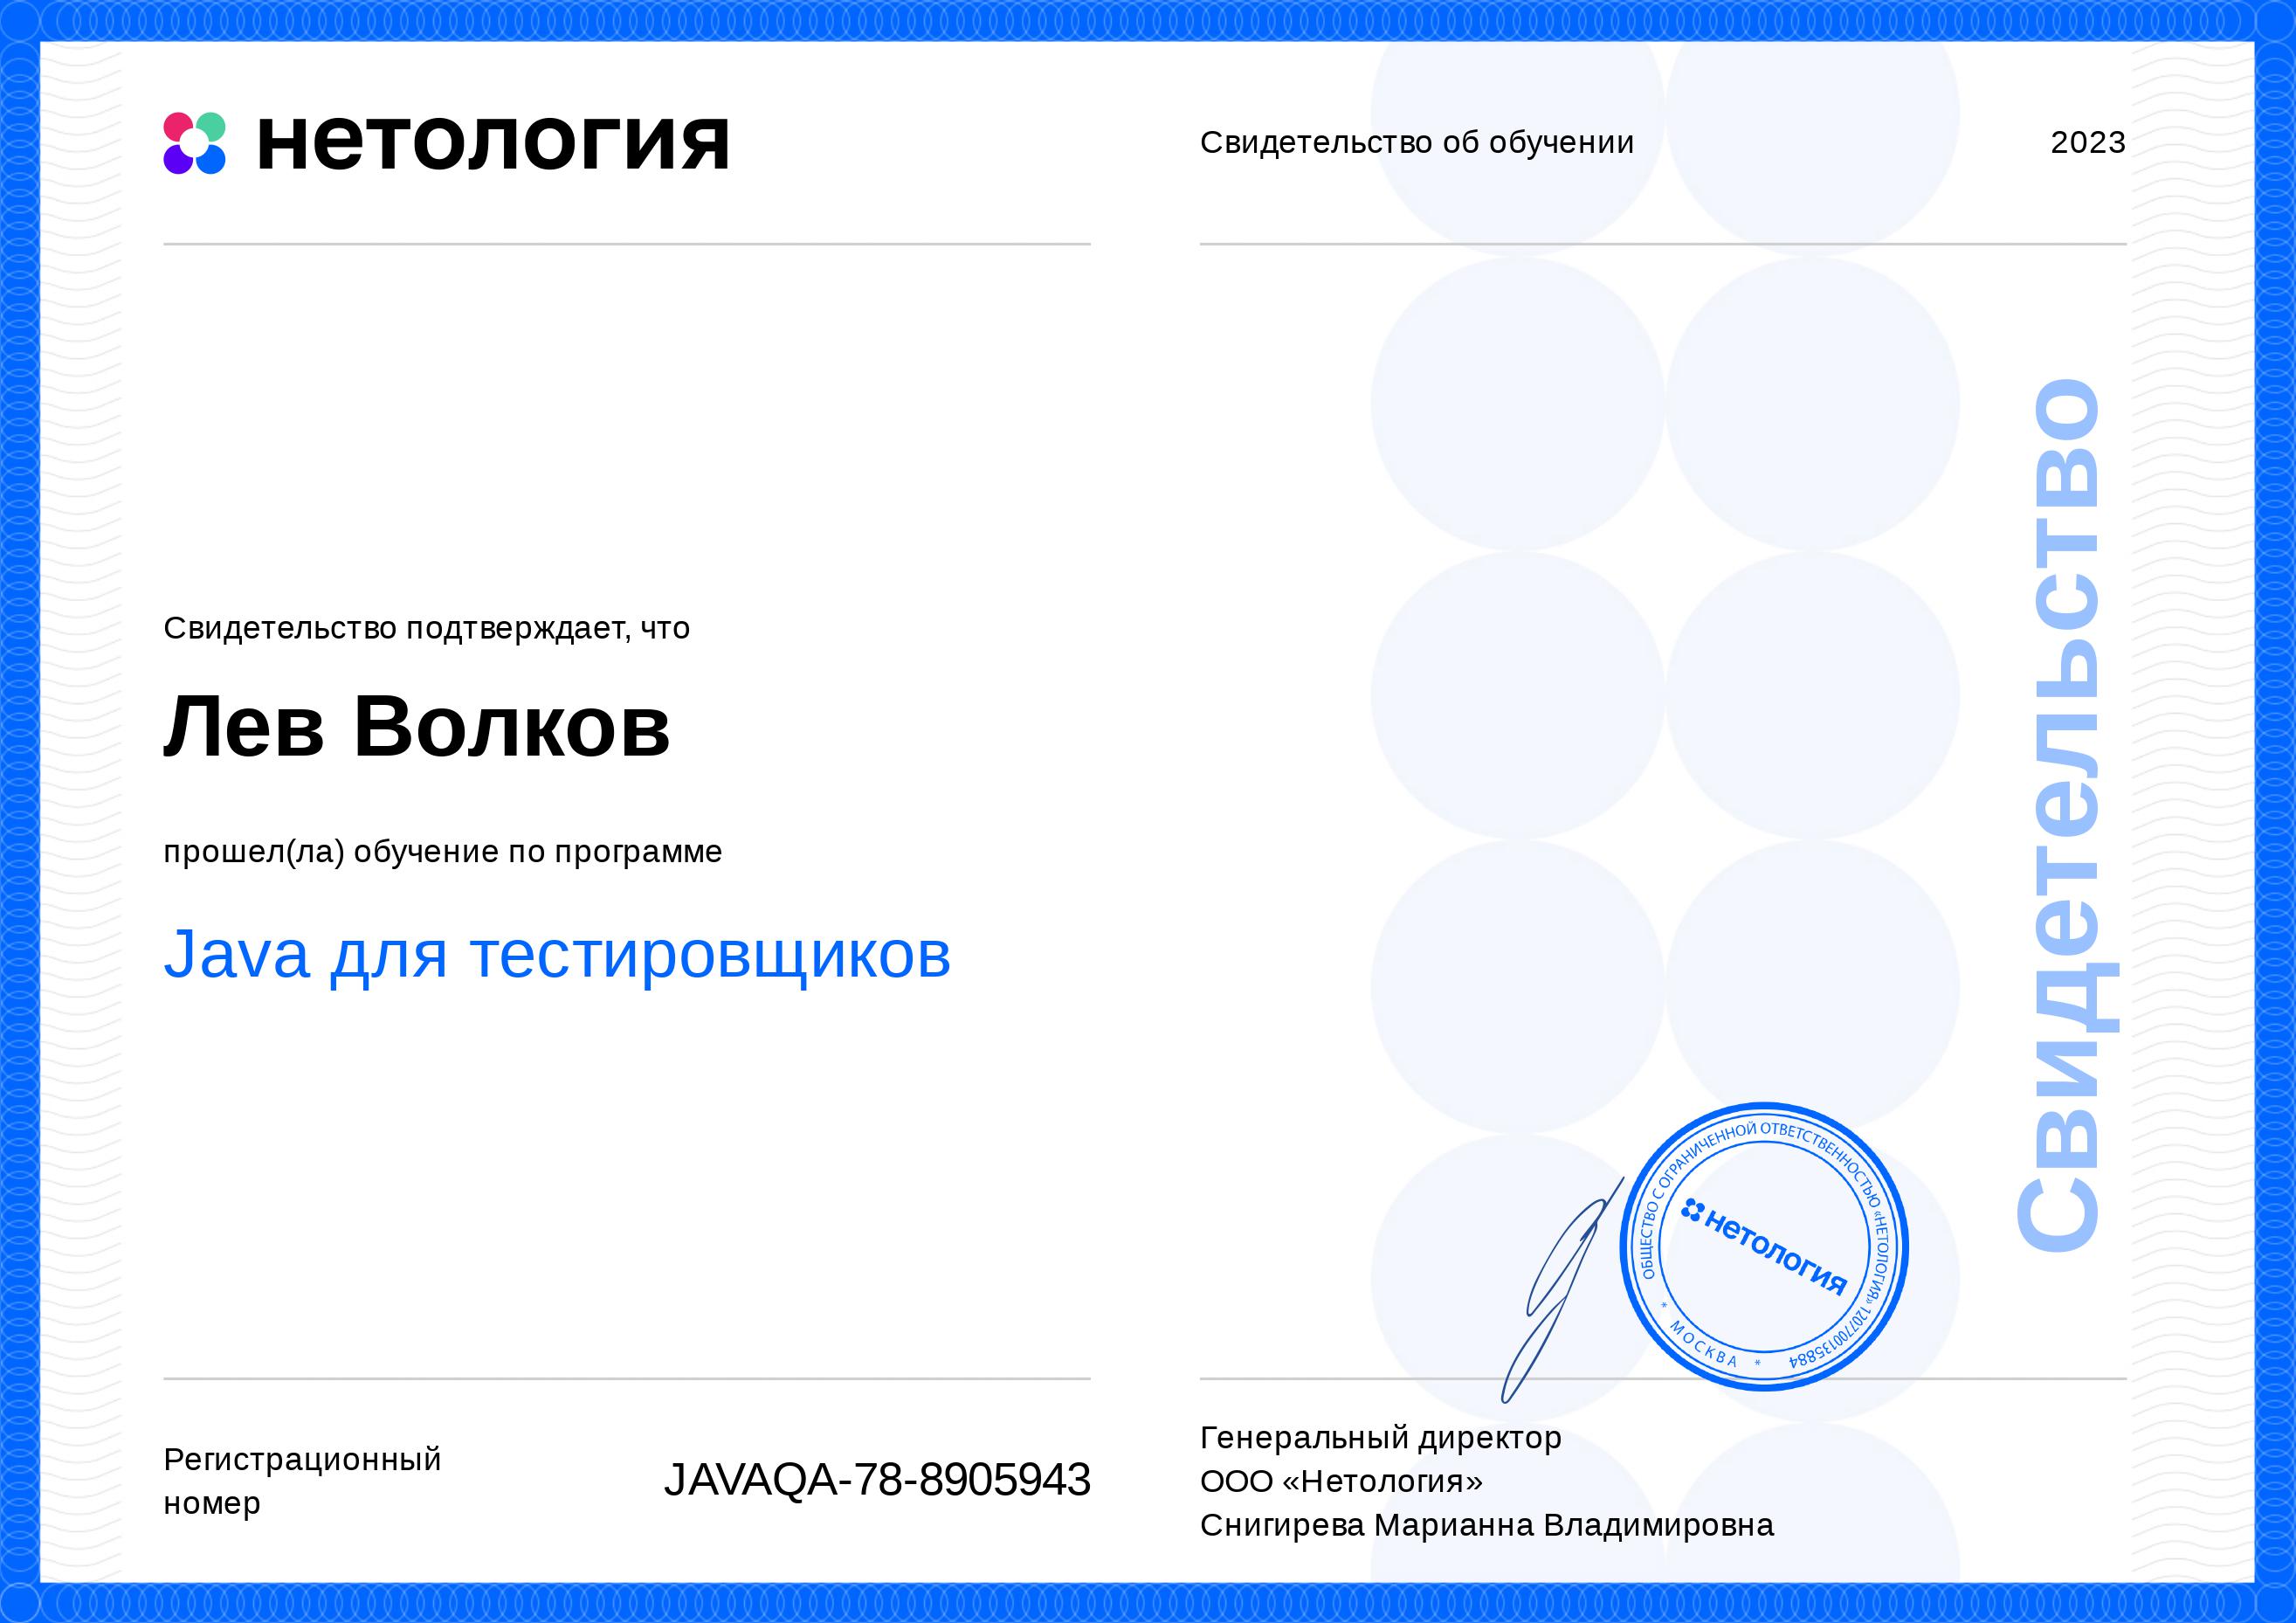 нетология
Свидетельство об обучении
2023
Свидетельство подтверждает, что
Лев Волков
прошел(ла) обучение по программе
Java для тестировщиков
Свидетельство
ОБЩЕСТВО С ОГРАНИЧЕННОЙ ОТВЕТСТВЕННОСТЬЮ «НЕТОЛОГИЯ» 1207700135884
* МОСКВА *
нетология
Регистрационный
номер
JAVAQA-78-8905943
Генеральный директор
ООО «Нетология»
Снигирева Марианна Владимировна